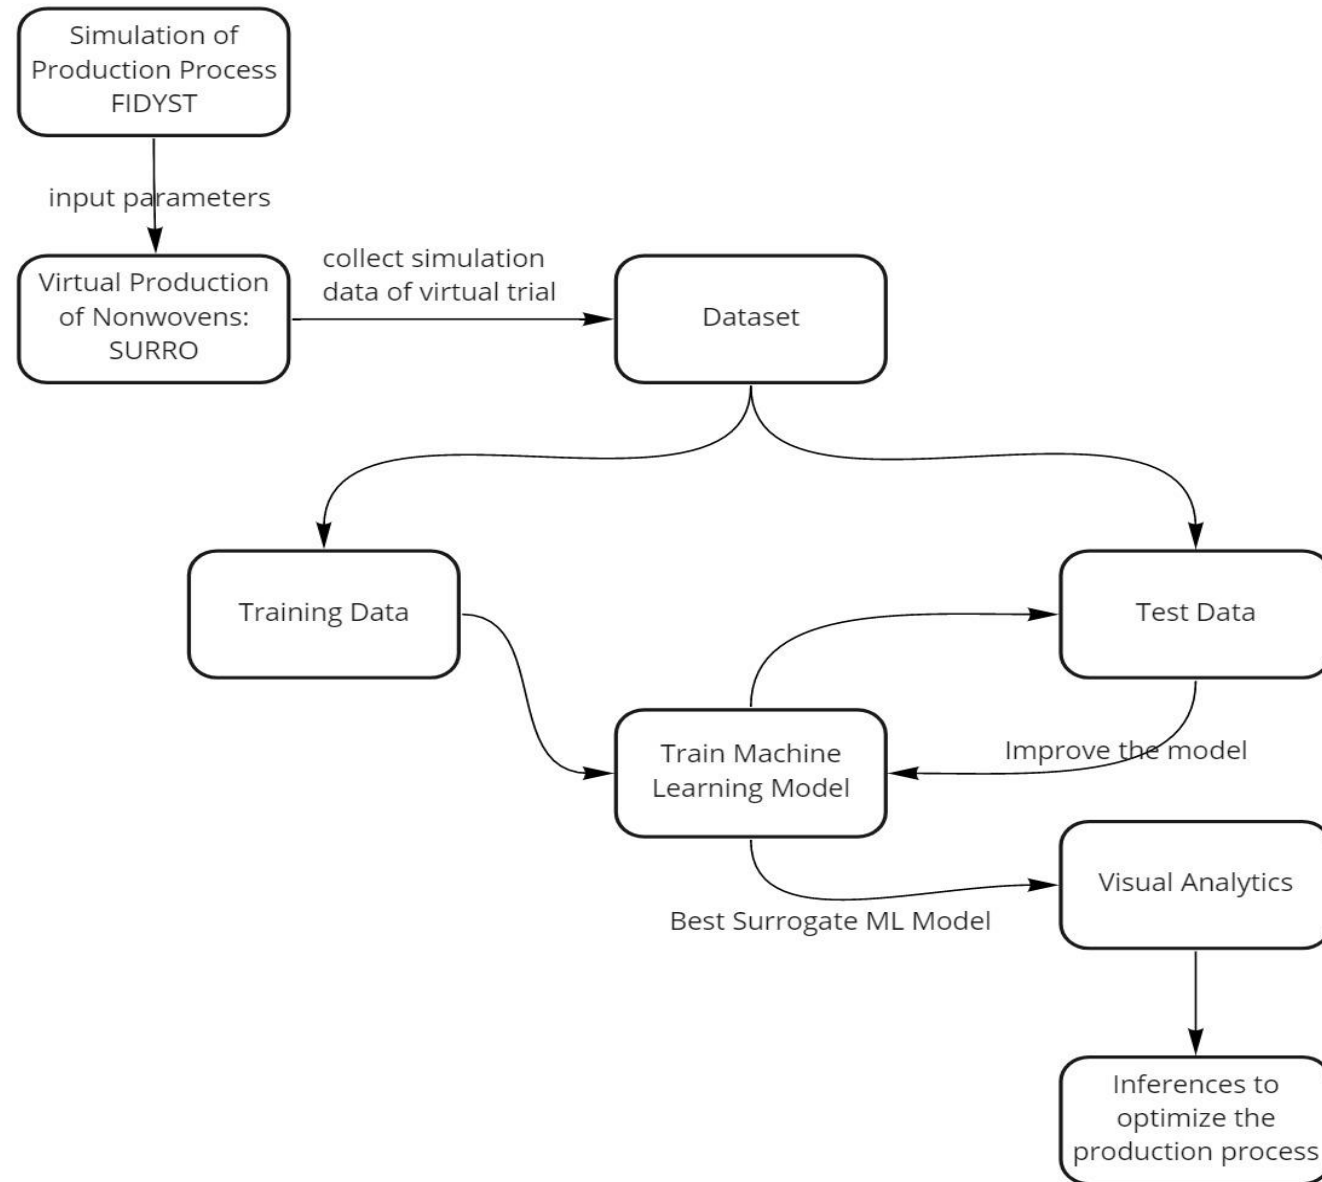 Simulation of
Production Process
FIDYST
input parameters
Virtual Production
of Nonwovens:
SURRO
collect simulation
data of virtual trial
Dataset
Training Data
Test Data
Train Machine
Learning Model
Improve the model
Visual Analytics
Best Surrogate ML Model
Inferences to
optimize the
production process